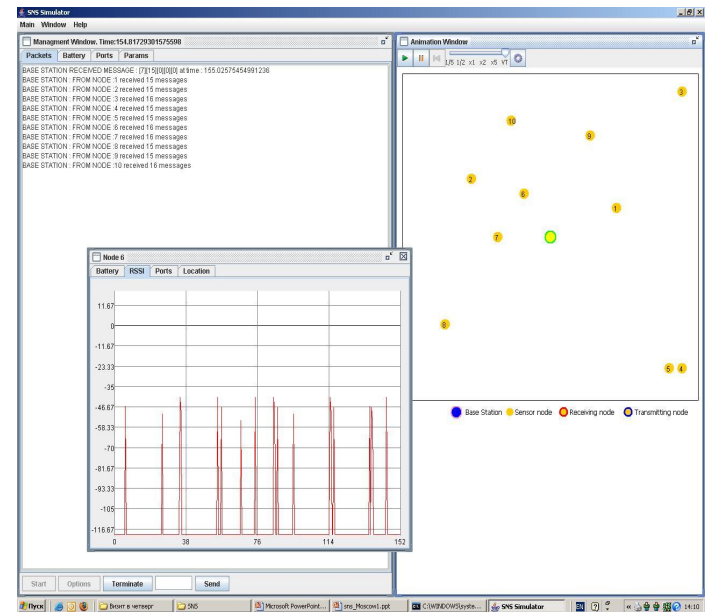 SNS Simulator
Main Window Help
Managment Window. Time:154.81729301575598
Packets Battery Ports Params
BASE STATION RECEIVED MESSAGE : [7][15][0][0][0] at time : 155.02575454991236
BASE STATION : FROM NODE :1 received 15 messages
BASE STATION : FROM NODE :2 received 15 messages
BASE STATION : FROM NODE :3 received 16 messages
BASE STATION : FROM NODE :4 received 15 messages
BASE STATION : FROM NODE :5 received 15 messages
BASE STATION : FROM NODE :6 received 16 messages
BASE STATION : FROM NODE :7 received 16 messages
BASE STATION : FROM NODE :8 received 15 messages
BASE STATION : FROM NODE :9 received 15 messages
BASE STATION : FROM NODE :10 received 16 messages
Animation Window
1/5 1/2 x1 x2 x5 VT
3
10
9
2
6
1
7
8
5 4
Base Station Sensor node Receiving node Transmitting node
Node 6
Battery RSSI Ports Location
11.67
0
-11.67
-23.33
-35
-46.67
-58.33
-70
-81.67
-93.33
-105
-116.67
0 38 76 114 152
Start Options Terminate Send
Пуск Визит в четверг SNS Microsoft PowerPoint... sns_Moscow1.ppt C:\WINDOWS\syste... SNS Simulator EN 14:10